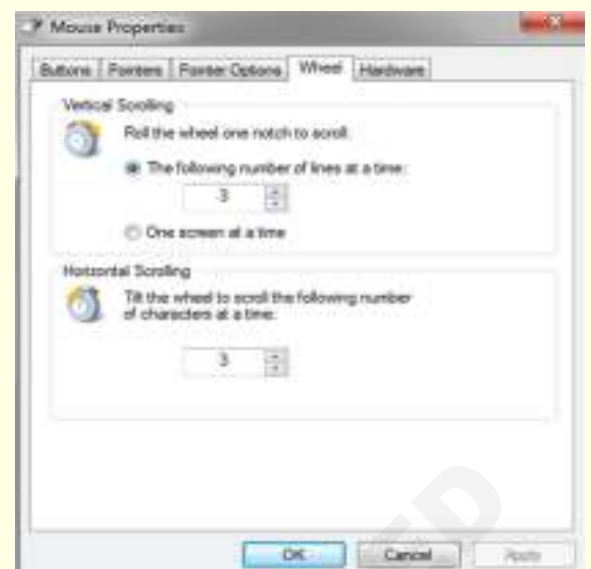 Mouse Properties
Buttons Pointers Pointer Options Wheel Hardware
Vertical Scrolling
Roll the wheel one notch to scroll:
The following number of lines at a time:
3
One screen at a time
Horizontal Scrolling
Tilt the wheel to scroll the following number
of characters at a time:
3
OK Cancel Apply